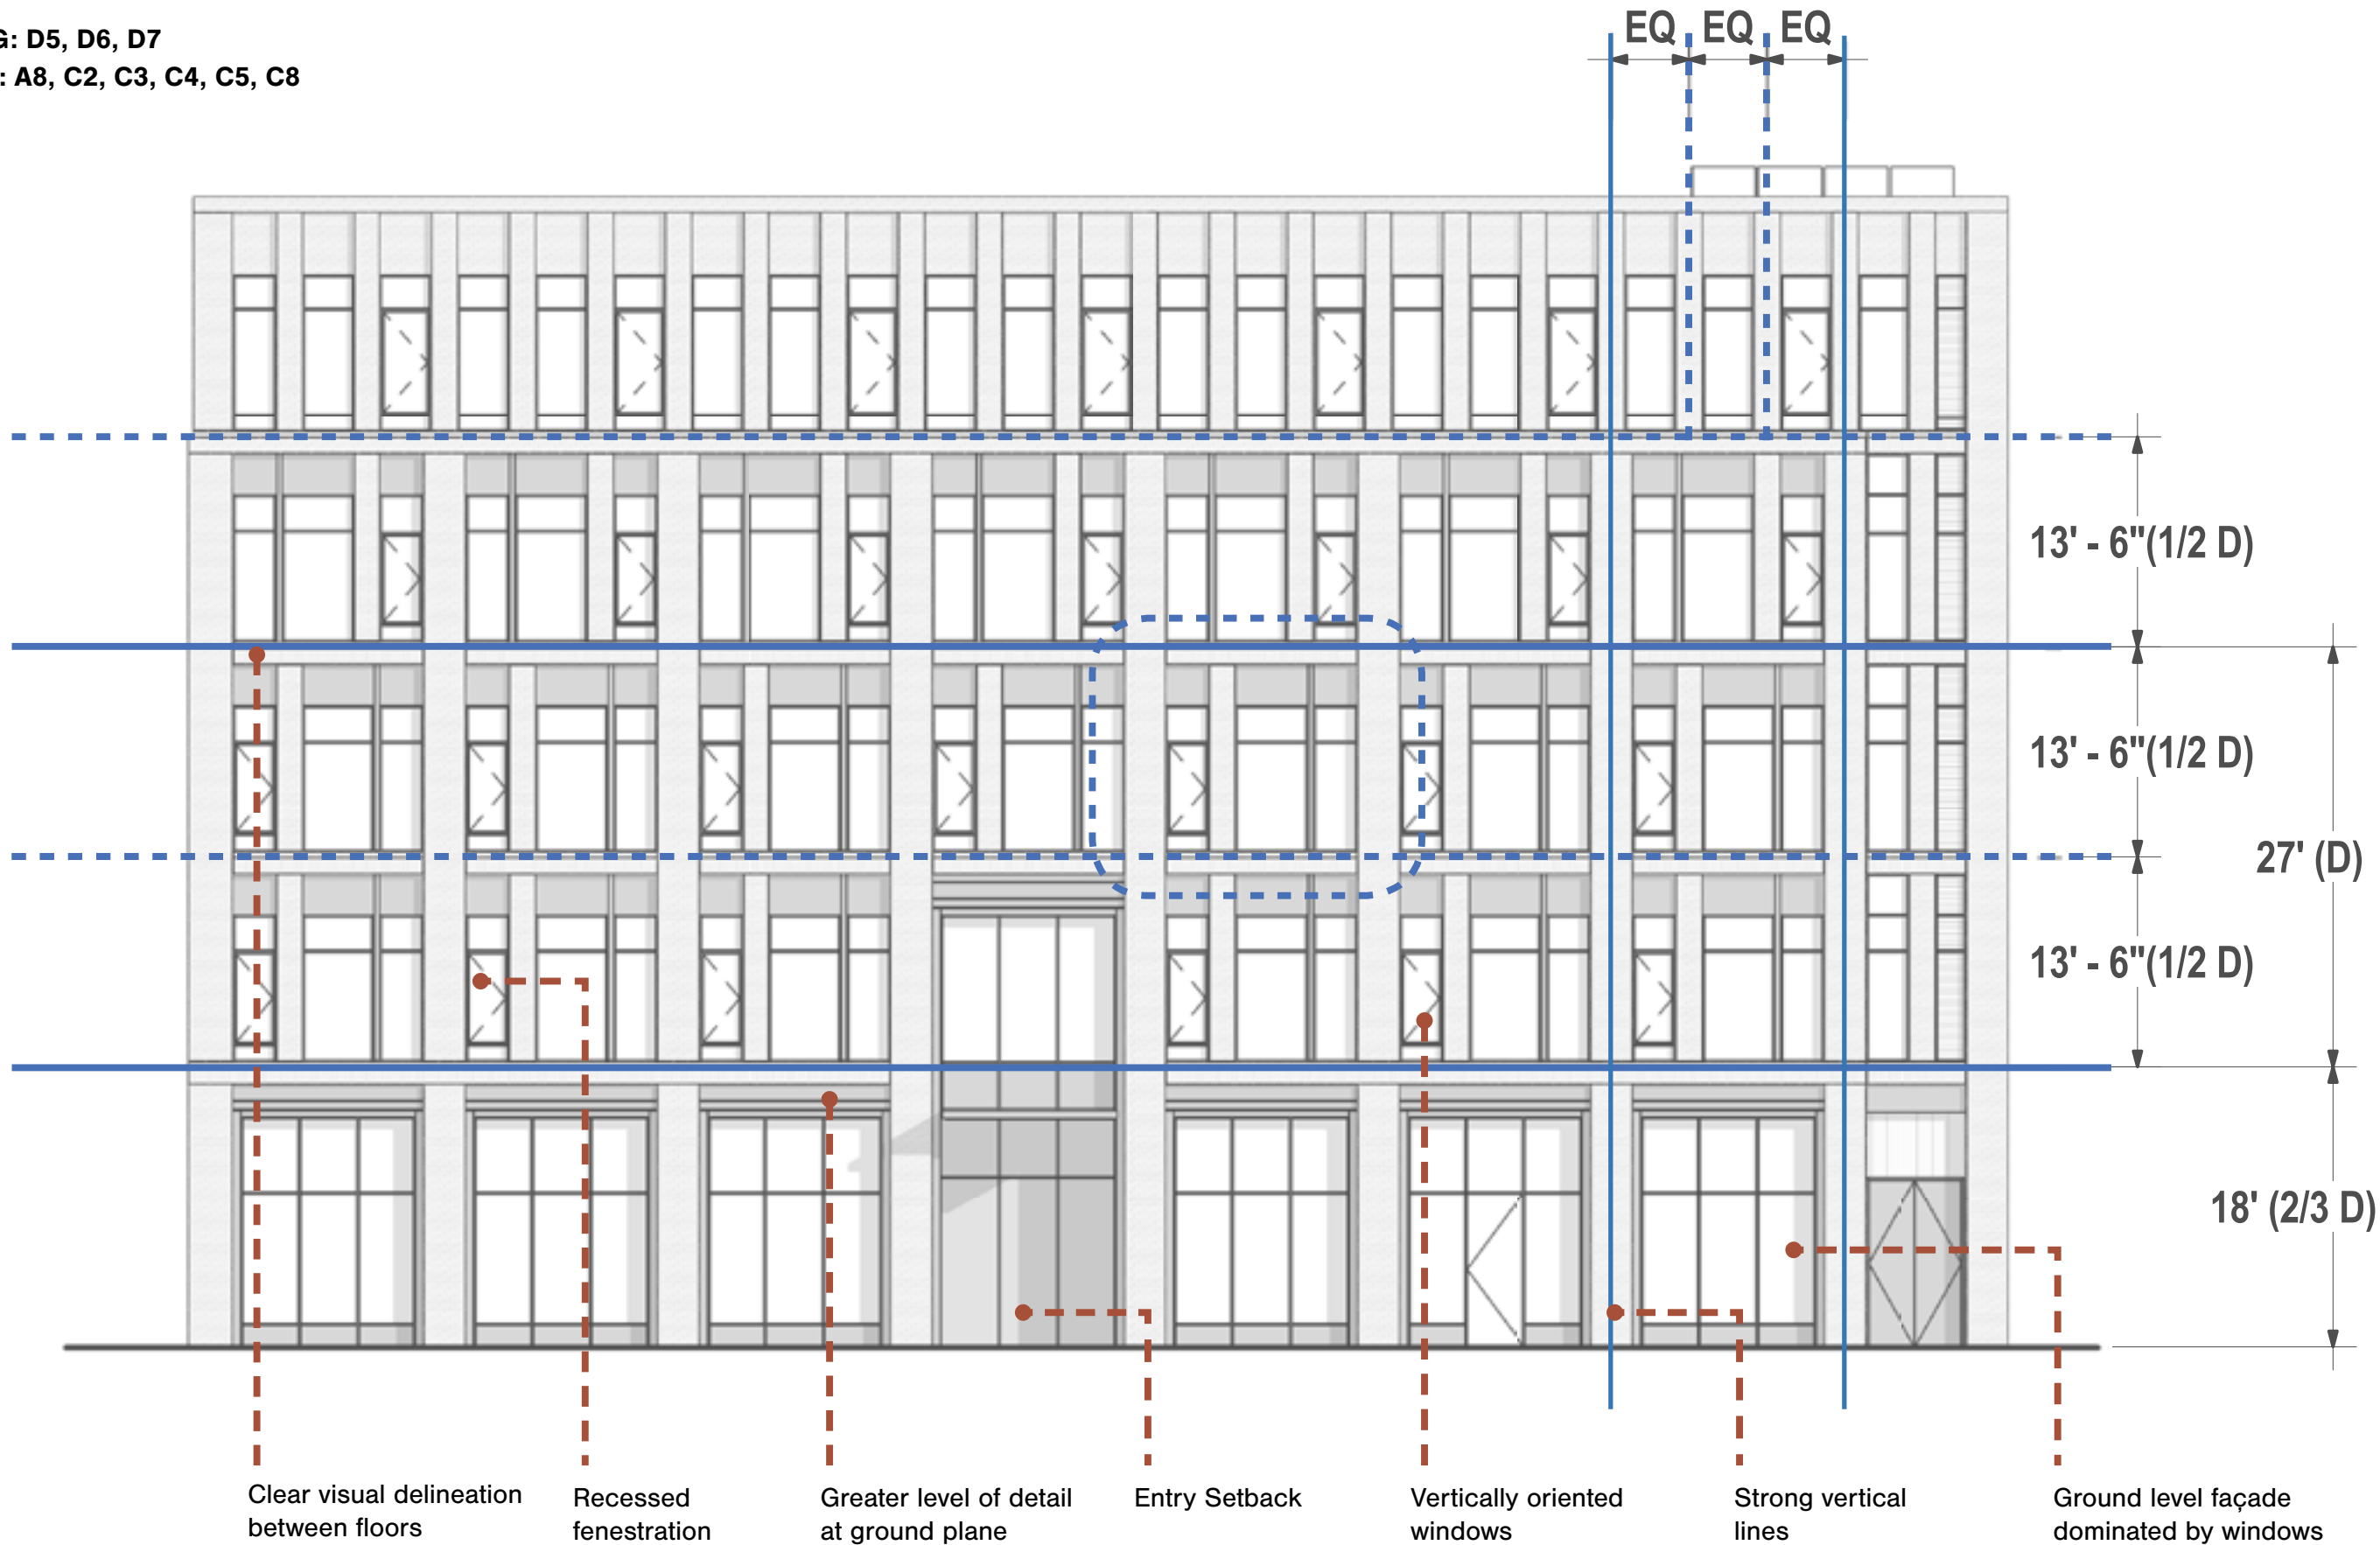 G: D5, D6, D7
: A8, C2, C3, C4, C5, C8
EQ EQ EQ
13' - 6"(1/2 D)
13' - 6"(1/2 D)
27' (D)
13' - 6"(1/2 D)
18' (2/3 D)
Clear visual delineation
between floors
Recessed
fenestration
Greater level of detail
at ground plane
Entry Setback
Vertically oriented
windows
Strong vertical
lines
Ground level façade
dominated by windows